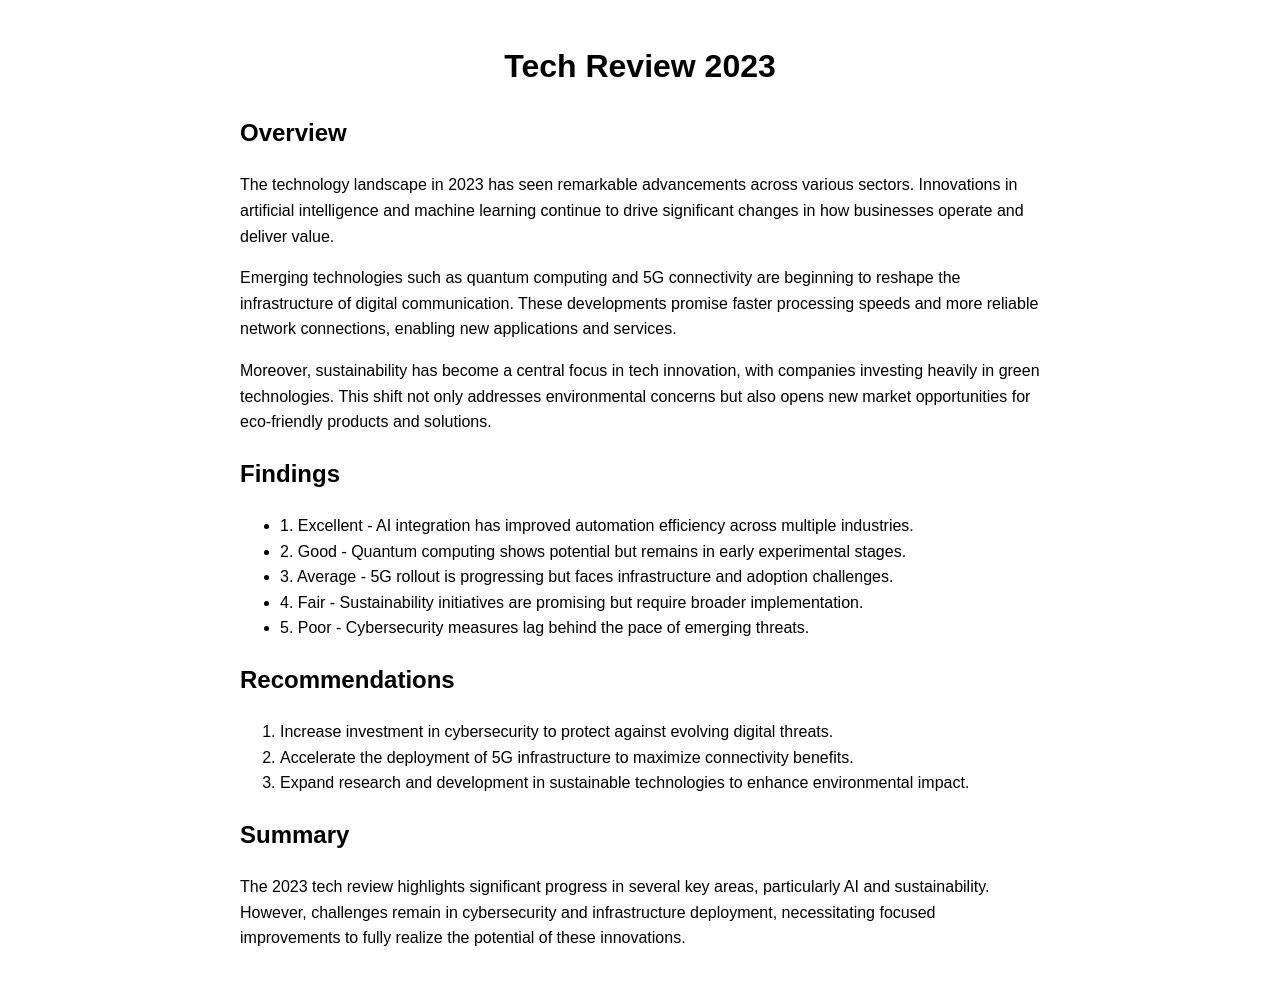 Tech Review 2023
Overview
The technology landscape in 2023 has seen remarkable advancements across various sectors. Innovations in
artificial intelligence and machine learning continue to drive significant changes in how businesses operate and
deliver value.
Emerging technologies such as quantum computing and 5G connectivity are beginning to reshape the
infrastructure of digital communication. These developments promise faster processing speeds and more reliable
network connections, enabling new applications and services.
Moreover, sustainability has become a central focus in tech innovation, with companies investing heavily in green
technologies. This shift not only addresses environmental concerns but also opens new market opportunities for
eco-friendly products and solutions.
Findings
• 1. Excellent - AI integration has improved automation efficiency across multiple industries.
• 2. Good - Quantum computing shows potential but remains in early experimental stages.
• 3. Average - 5G rollout is progressing but faces infrastructure and adoption challenges.
• 4. Fair - Sustainability initiatives are promising but require broader implementation.
• 5. Poor - Cybersecurity measures lag behind the pace of emerging threats.
Recommendations
1. Increase investment in cybersecurity to protect against evolving digital threats.
2. Accelerate the deployment of 5G infrastructure to maximize connectivity benefits.
3. Expand research and development in sustainable technologies to enhance environmental impact.
Summary
The 2023 tech review highlights significant progress in several key areas, particularly AI and sustainability.
However, challenges remain in cybersecurity and infrastructure deployment, necessitating focused
improvements to fully realize the potential of these innovations.